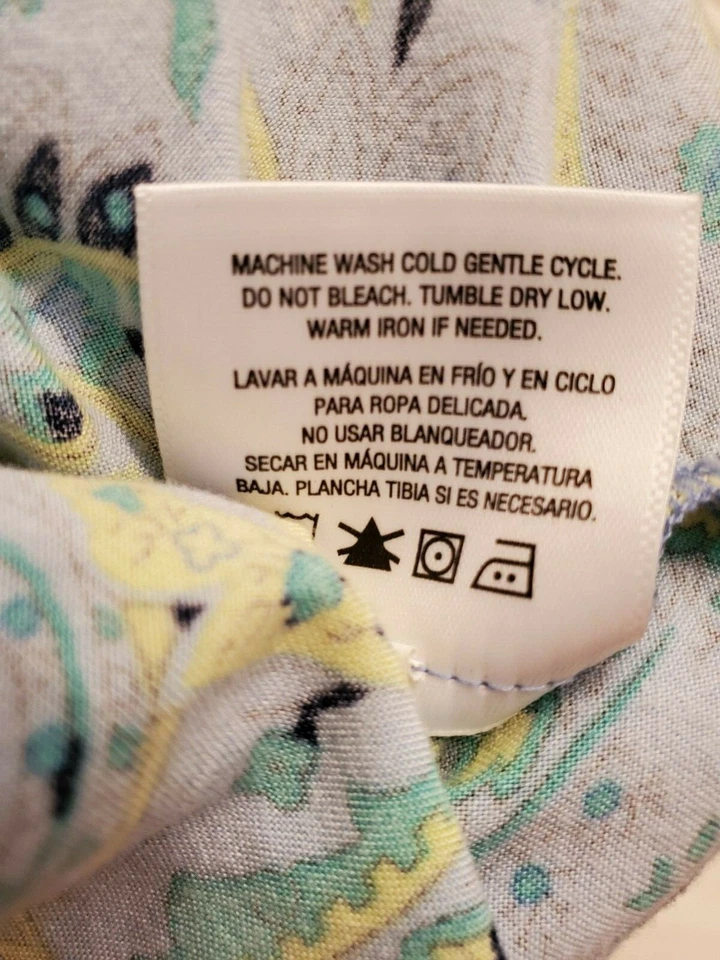 MACHINE WASH COLD GENTLE CYCLE.
DO NOT BLEACH. TUMBLE DRY LOW.
WARM IRON IF NEEDED.
LAVAR A MÁQUINA EN FRÍO Y EN CICLO
PARA ROPA DELICADA.
NO USAR BLANQUEADOR.
SECAR EN MÁQUINA A TEMPERATURA
BAJA. PLANCHA TIBIA SI ES NECESARIO.